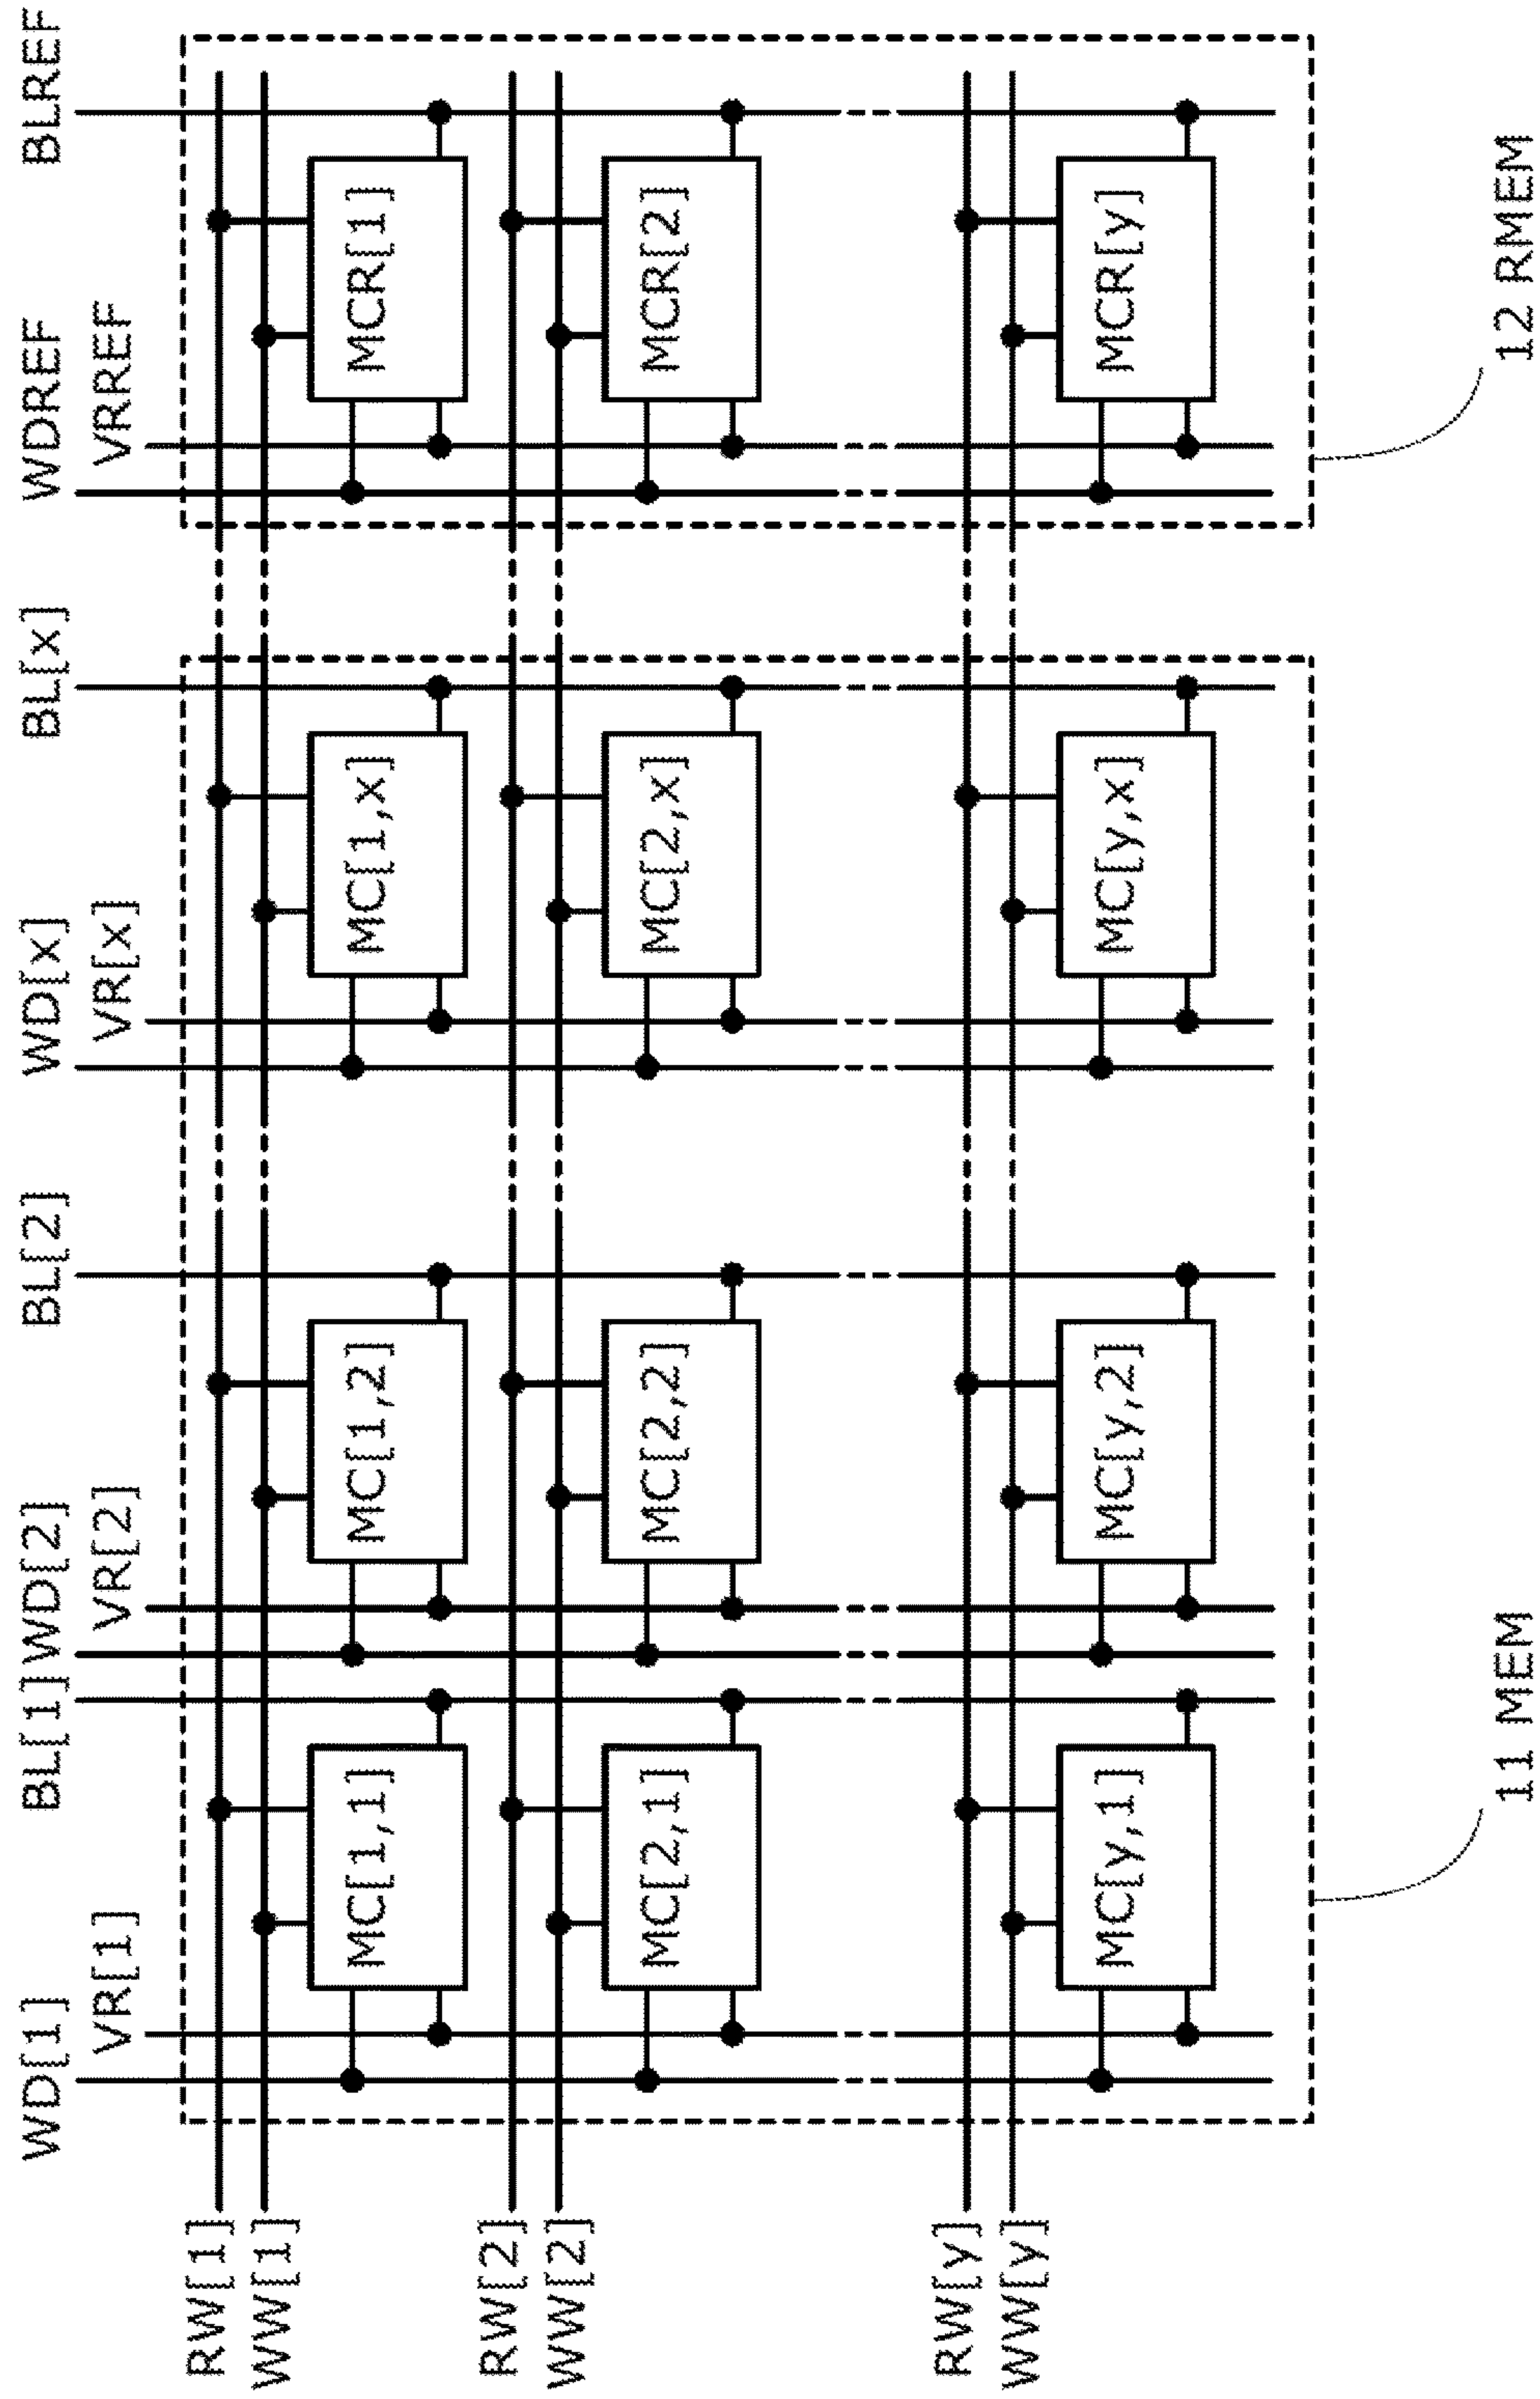 WD[1] BL[1] WD[2] BL[2] WD[x] BL[x] WDREF BLREF
VR[1] VR[2] VR[x] VRREF
RW[1]
WW[1]
MC[1,1] MC[1,2] MC[1,x] MCR[1]
RW[2]
WW[2]
MC[2,1] MC[2,2] MC[2,x] MCR[2]
RW[y]
WW[y]
MC[y,1] MC[y,2] MC[y,x] MCR[y]
11 MEM 12 RMEM